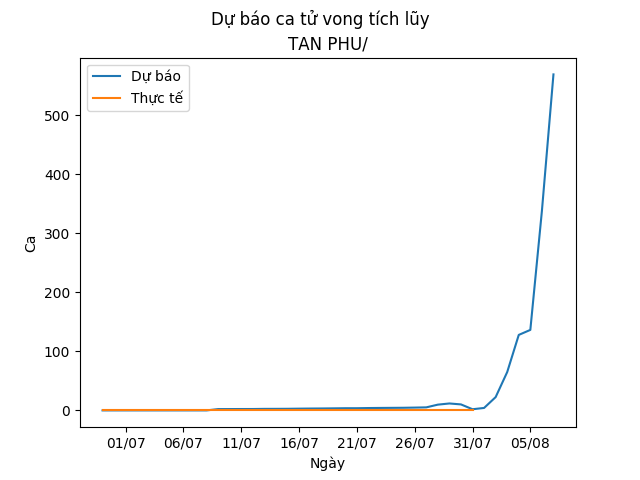 Dự báo ca tử vong tích lũy
TAN PHU/
Dự báo
Thực tế
500
400
300
200
100
0
Ca
01/07 06/07 11/07 16/07 21/07 26/07 31/07 05/08
Ngày